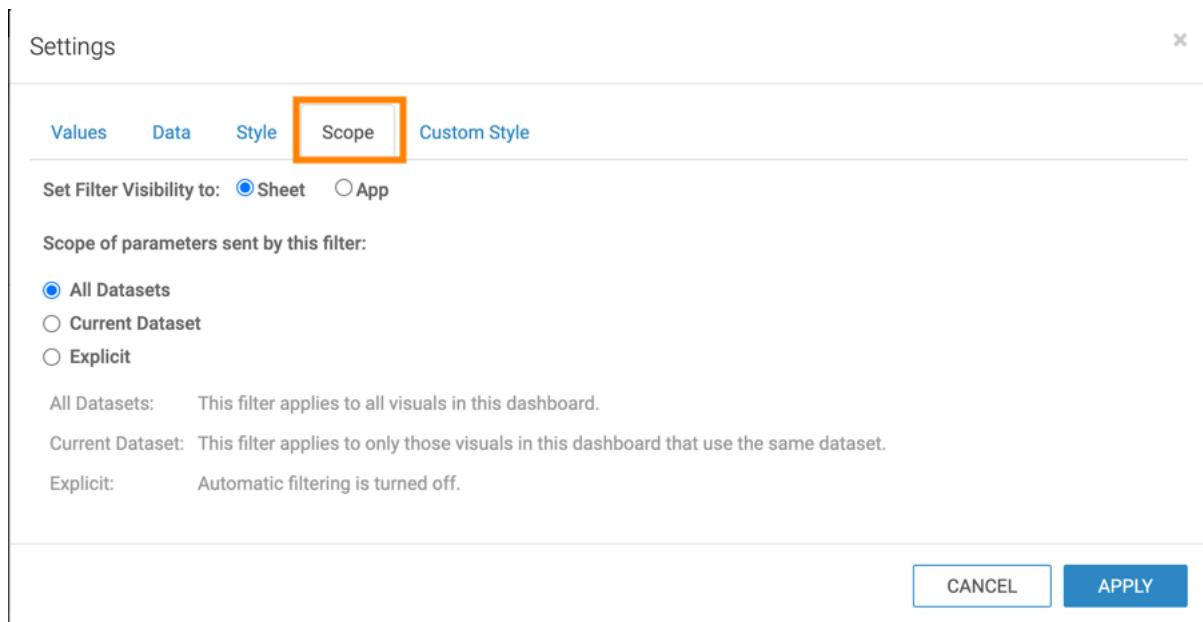 Settings ×
Values Data Style Scope Custom Style
Set Filter Visibility to: Sheet App
Scope of parameters sent by this filter:
All Datasets
Current Dataset
Explicit
All Datasets: This filter applies to all visuals in this dashboard.
Current Dataset: This filter applies to only those visuals in this dashboard that use the same dataset.
Explicit: Automatic filtering is turned off.
CANCEL APPLY